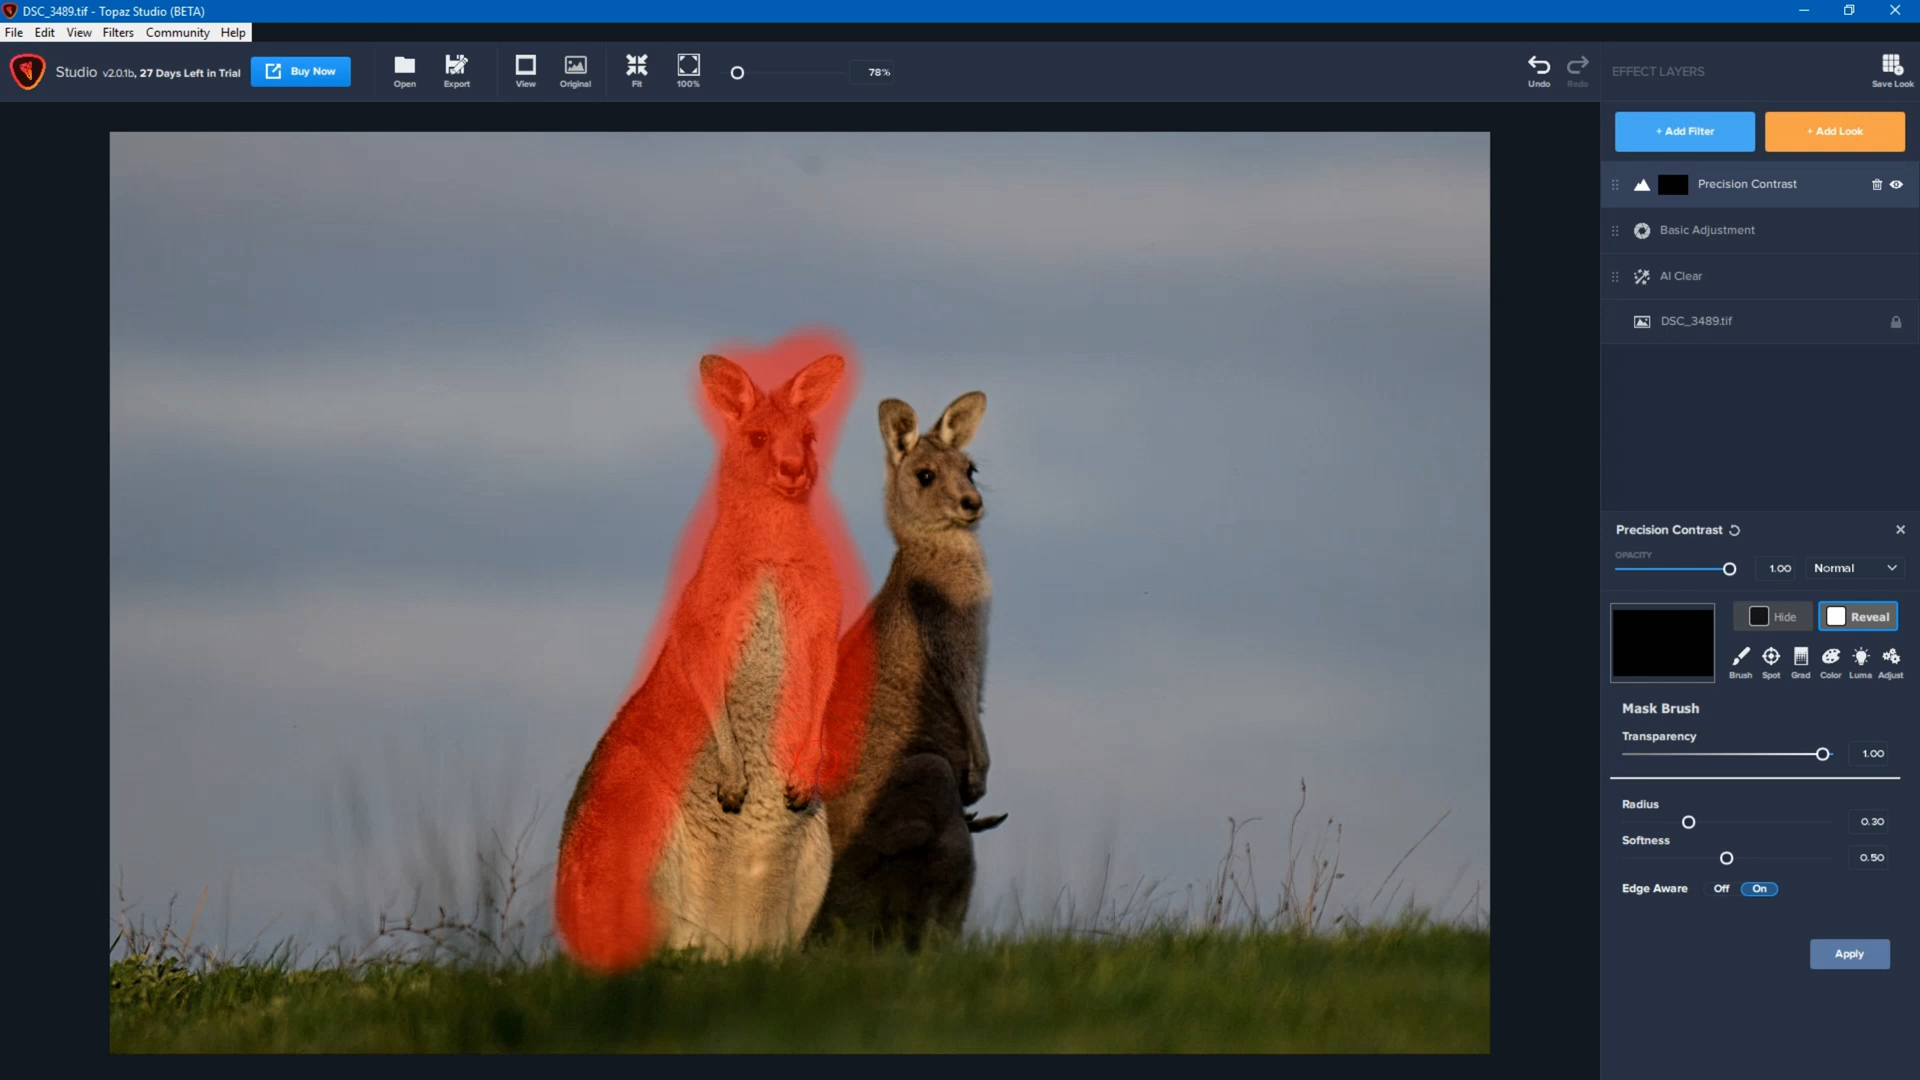 DSC_3489.tif - Topaz Studio (BETA)
File Edit View Filters Community Help
Studio v2.0.1b, 27 Days Left in Trial Buy Now
Open Export View Original Fit 100% 78% Undo Redo
EFFECT LAYERS Save Look
+ Add Filter + Add Look
Precision Contrast
Basic Adjustment
AI Clear
DSC_3489.tif
Precision Contrast
OPACITY
1.00 Normal
Hide Reveal
Brush Spot Grad Color Luma Adjust
Mask Brush
Transparency
1.00
Radius
0.30
Softness
0.50
Edge Aware Off On
Apply